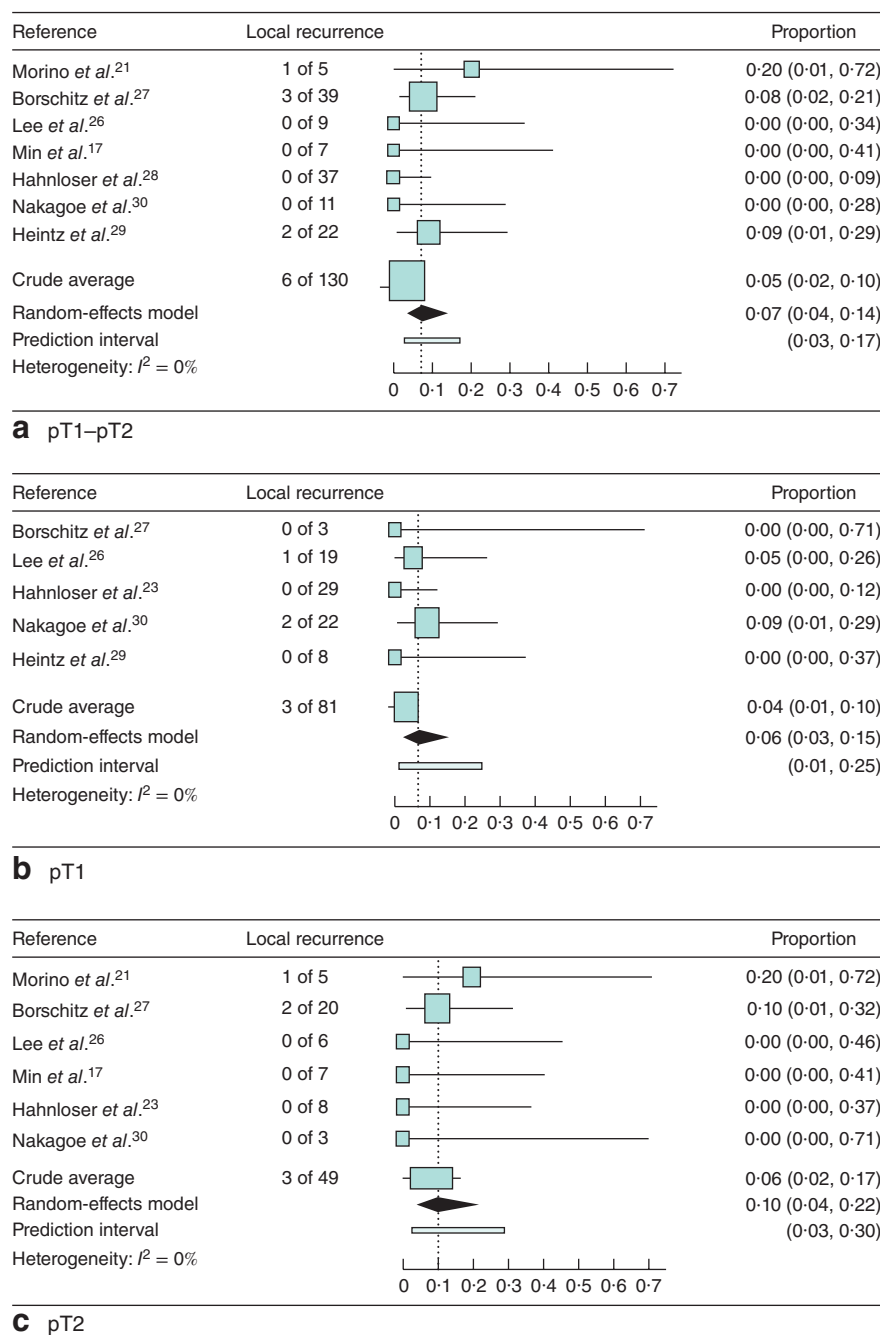 Reference Local recurrence Proportion
Morino et al.21 1 of 5 0·20 (0·01, 0·72)
Borschitz et al.27 3 of 39 0·08 (0·02, 0·21)
Lee et al.26 0 of 9 0·00 (0·00, 0·34)
Min et al.17 0 of 7 0·00 (0·00, 0·41)
Hahnloser et al.28 0 of 37 0·00 (0·00, 0·09)
Nakagoe et al.30 0 of 11 0·00 (0·00, 0·28)
Heintz et al.29 2 of 22 0·09 (0·01, 0·29)
Crude average 6 of 130 0·05 (0·02, 0·10)
Random-effects model 0·07 (0·04, 0·14)
Prediction interval (0·03, 0·17)
Heterogeneity: I2 = 0%
0 0·1 0·2 0·3 0·4 0·5 0·6 0·7
a pT1–pT2
Reference Local recurrence Proportion
Borschitz et al.27 0 of 3 0·00 (0·00, 0·71)
Lee et al.26 1 of 19 0·05 (0·00, 0·26)
Hahnloser et al.23 0 of 29 0·00 (0·00, 0·12)
Nakagoe et al.30 2 of 22 0·09 (0·01, 0·29)
Heintz et al.29 0 of 8 0·00 (0·00, 0·37)
Crude average 3 of 81 0·04 (0·01, 0·10)
Random-effects model 0·06 (0·03, 0·15)
Prediction interval (0·01, 0·25)
Heterogeneity: I2 = 0%
0 0·1 0·2 0·3 0·4 0·5 0·6 0·7
b pT1
Reference Local recurrence Proportion
Morino et al.21 1 of 5 0·20 (0·01, 0·72)
Borschitz et al.27 2 of 20 0·10 (0·01, 0·32)
Lee et al.26 0 of 6 0·00 (0·00, 0·46)
Min et al.17 0 of 7 0·00 (0·00, 0·41)
Hahnloser et al.23 0 of 8 0·00 (0·00, 0·37)
Nakagoe et al.30 0 of 3 0·00 (0·00, 0·71)
Crude average 3 of 49 0·06 (0·02, 0·17)
Random-effects model 0·10 (0·04, 0·22)
Prediction interval (0·03, 0·30)
Heterogeneity: I2 = 0%
0 0·1 0·2 0·3 0·4 0·5 0·6 0·7
c pT2